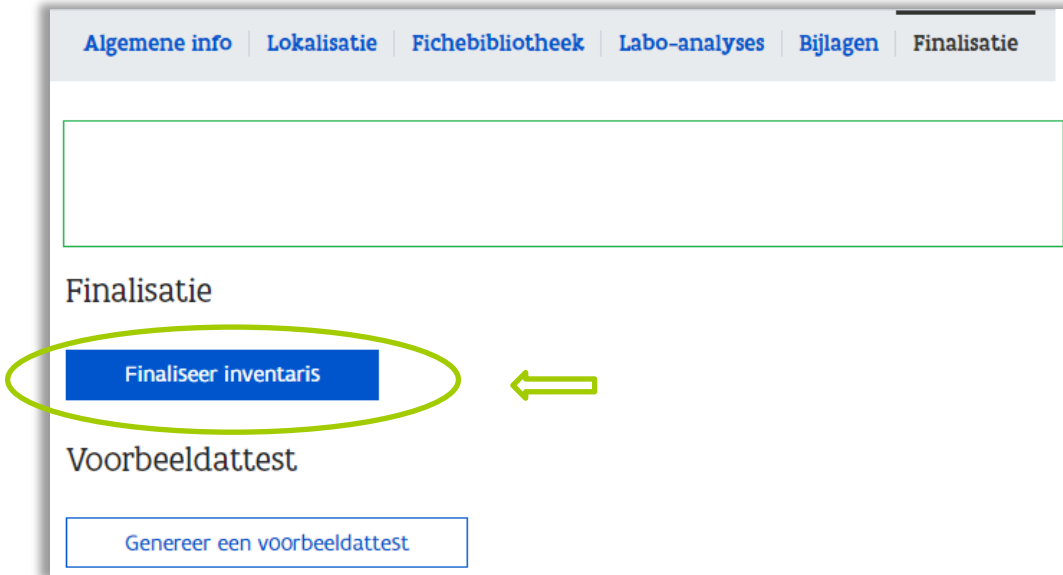 Algemene info Lokalisatie Fichebibliotheek Labo-analyses Bijlagen Finalisatie
Finalisatie
Finaliseer inventaris
Voorbeeldattest
Genereer een voorbeeldattest